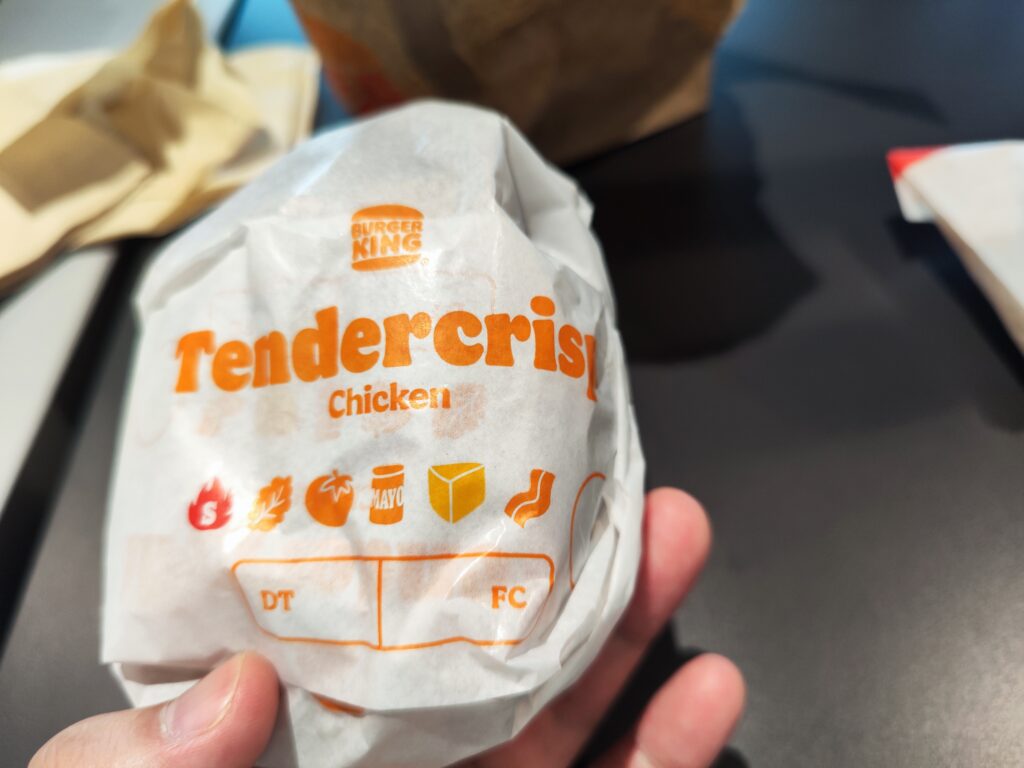 BURGER
KING
Tendercrisp
Chicken
S
MAYO
DT FC